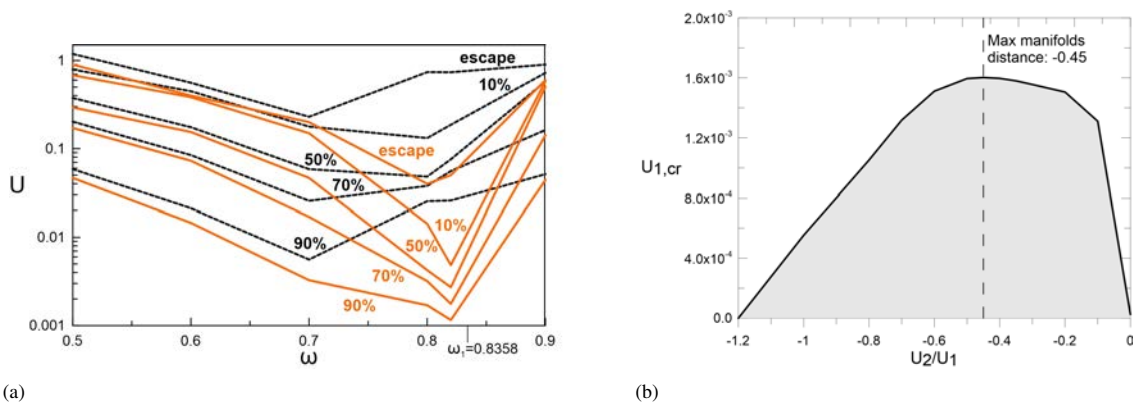 1
0.1
0.01
0.001
U
escape
10%
escape
50%
70%
90%
10%
50%
70%
90%
0.5
0.6
0.7
0.8
0.9
ω
ω₁=0.8358
(a)
2.0x10⁻³
1.6x10⁻³
1.2x10⁻³
8.0x10⁻⁴
4.0x10⁻⁴
0.0
U₁,cr
Max manifolds
distance: -0.45
-1.2
-1
-0.8
-0.6
-0.4
-0.2
0
U₂/U₁
(b)